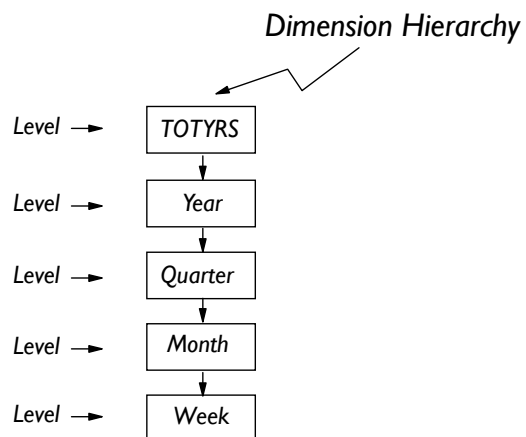 Dimension Hierarchy
Level TOTYRS
Level Year
Level Quarter
Level Month
Level Week